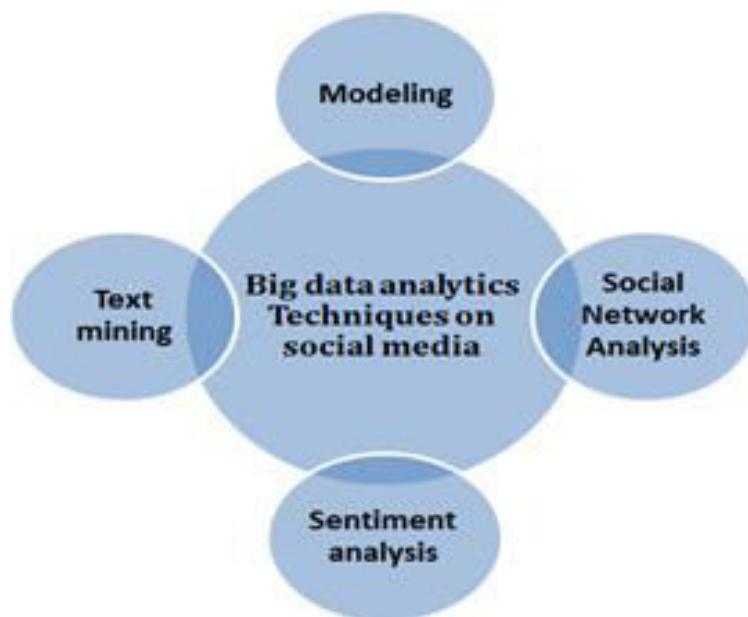 Modeling
Big data analytics
Techniques on
social media
Text
mining
Social
Network
Analysis
Sentiment
analysis